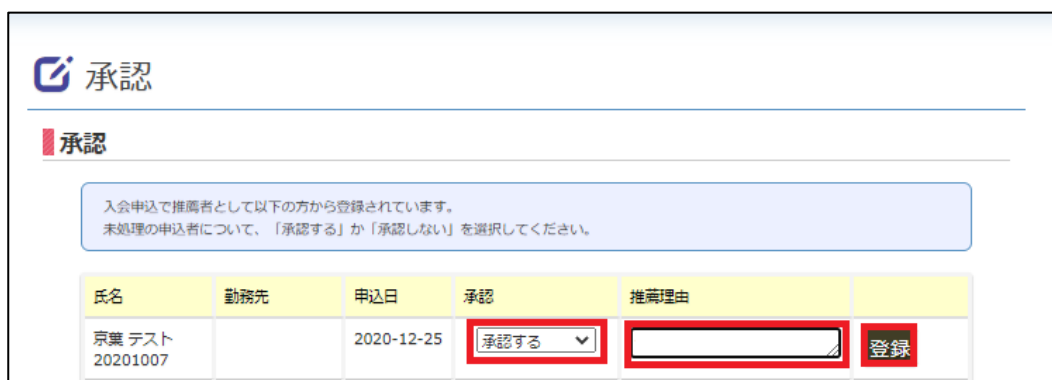 承認
承認
入会申込で推薦者として以下の方から登録されています。
未処理の申込者について、「承認する」か「承認しない」を選択してください。
氏名 勤務先 申込日 承認 推薦理由
京葉 テスト 2020-12-25 承認する 登録
20201007